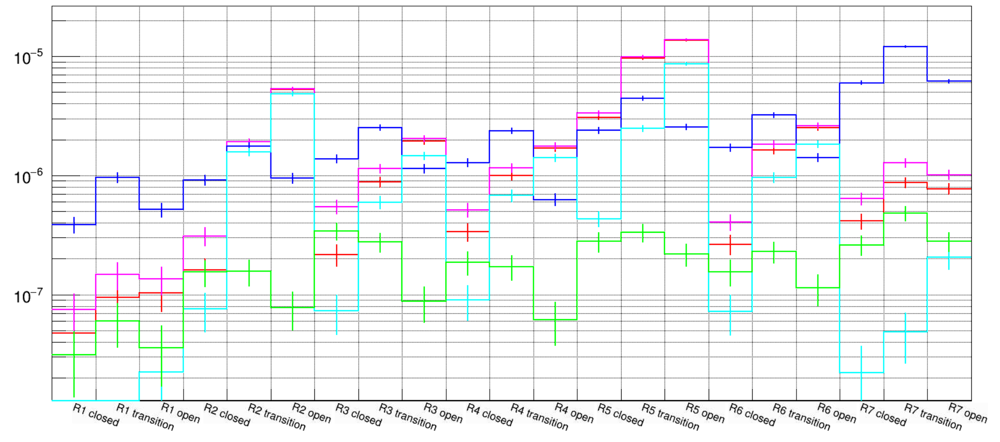 10−5
10−6
10−7
R1 closed
R1 transition
R1 open
R2 closed
R2 transition
R2 open
R3 closed
R3 transition
R3 open
R4 closed
R4 transition
R4 open
R5 closed
R5 transition
R5 open
R6 closed
R6 transition
R6 open
R7 closed
R7 transition
R7 open